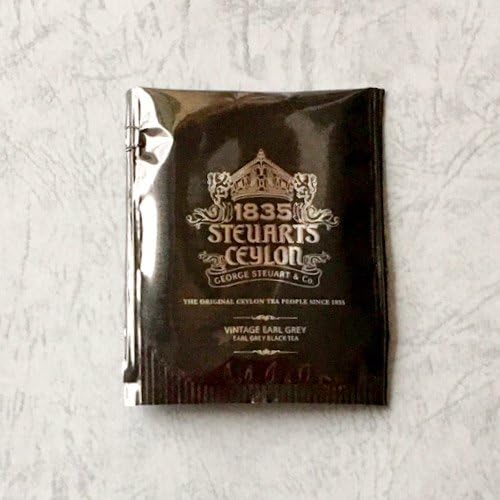 1835
STEUARTS
CEYLON
GEORGE STEUART & Co.
THE ORIGINAL CEYLON TEA PEOPLE SINCE 1835
VINTAGE EARL GREY
EARL GREY BLACK TEA